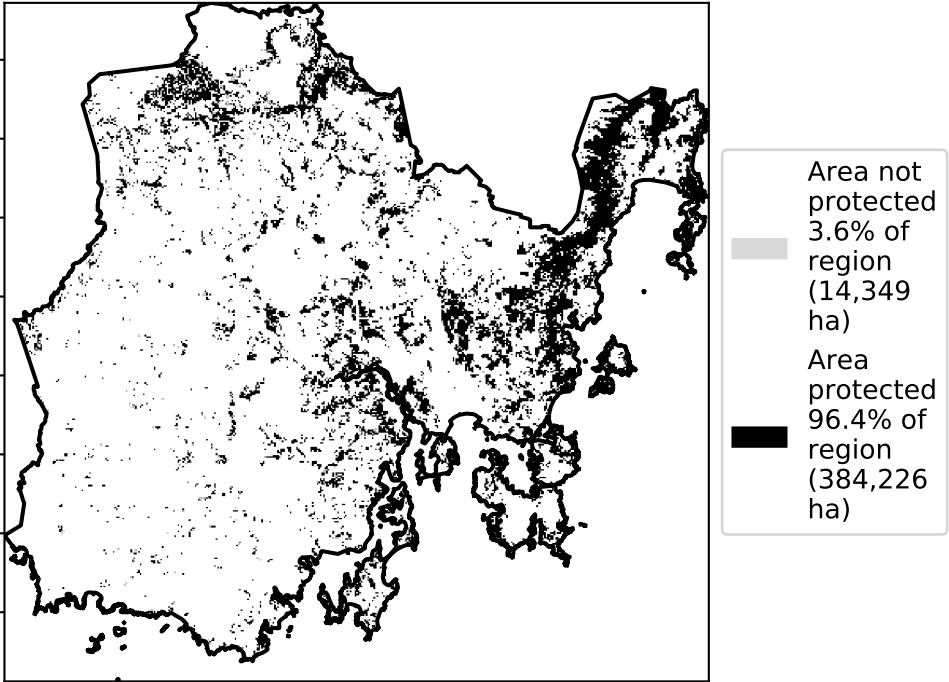 Area not
protected
3.6% of
region
(14,349
ha)
Area
protected
96.4% of
region
(384,226
ha)